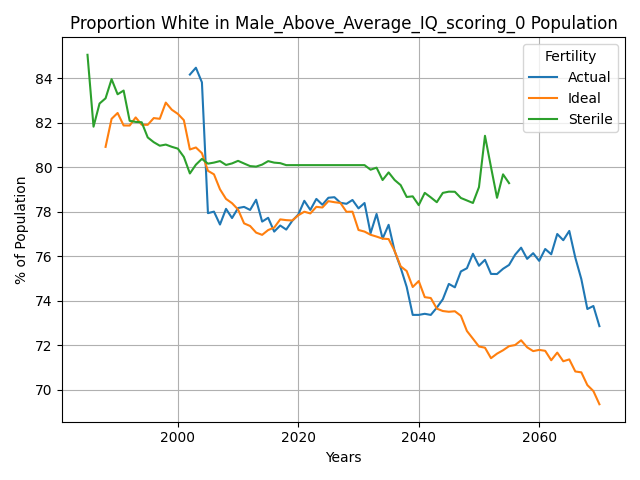 Proportion White in Male_Above_Average_IQ_scoring_0 Population
Fertility
Actual
Ideal
Sterile
% of Population
84
82
80
78
76
74
72
70
2000
2020
2040
2060
Years